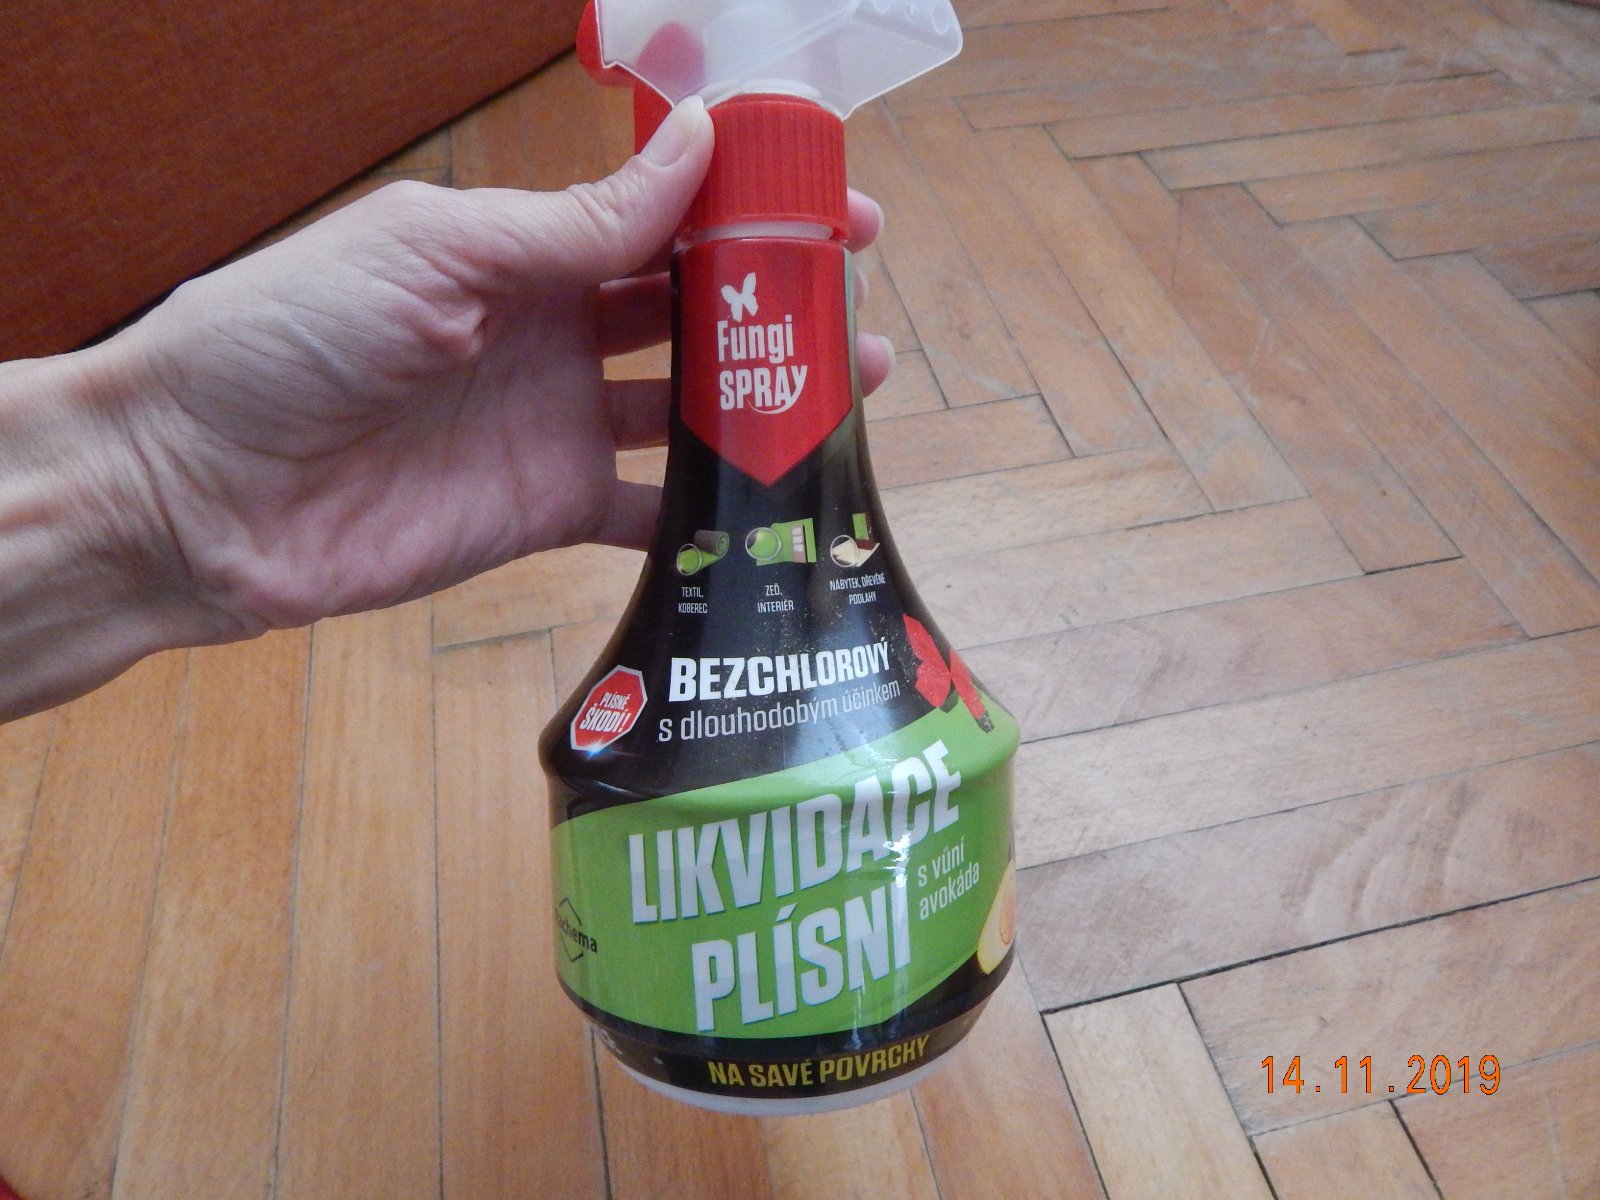 Fungi
SPRAY
TEXTIL,
KOBEREC
ZEĎ,
INTERIÉR
NÁBYTEK, DŘEVĚNÉ
PODLAHY
PLÍSNĚ
ŠKODÍ!
BEZCHLOROVÝ
s dlouhodobým účinkem
LIKVIDACE
PLÍSNÍ
s vůní
avokáda
NA SAVÉ POVRCHY
14.11.2019